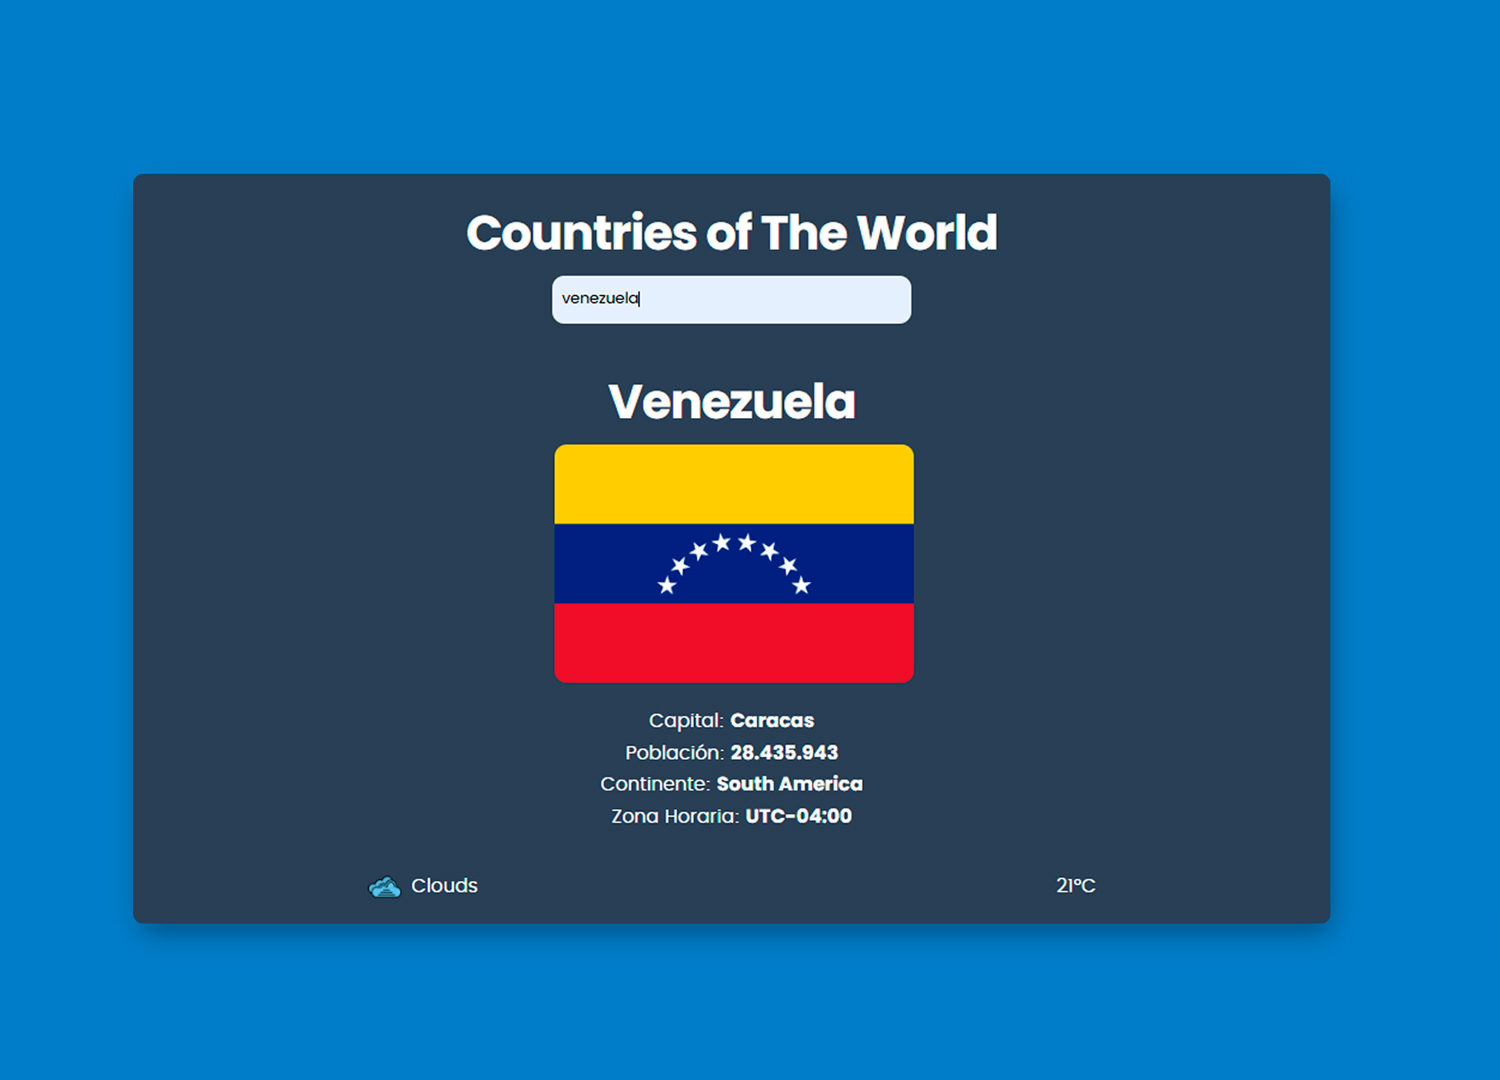 Countries of The World
venezuela
Venezuela
Capital: Caracas
Población: 28.435.943
Continente: South America
Zona Horaria: UTC-04:00
Clouds 21°C